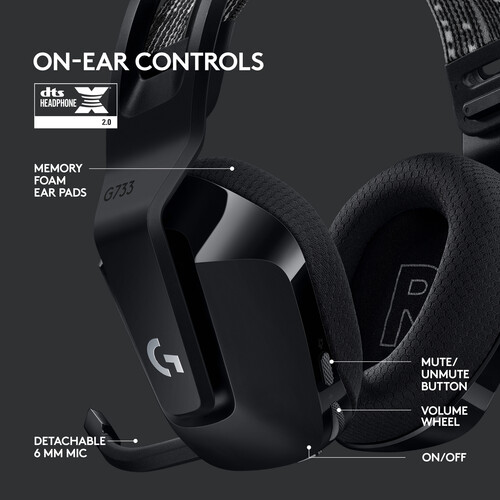 ON-EAR CONTROLS
dts
HEADPHONE X
2.0
MEMORY
FOAM
EAR PADS
G733
G
R
MUTE/
UNMUTE
BUTTON
VOLUME
WHEEL
DETACHABLE
6 MM MIC
ON/OFF